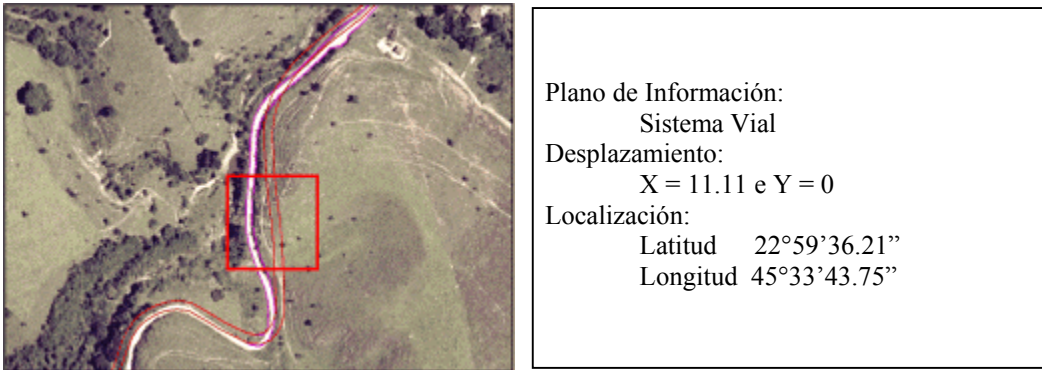 Plano de Información:
Sistema Vial
Desplazamiento:
X = 11.11 e Y = 0
Localización:
Latitud 22°59’36.21”
Longitud 45°33’43.75”